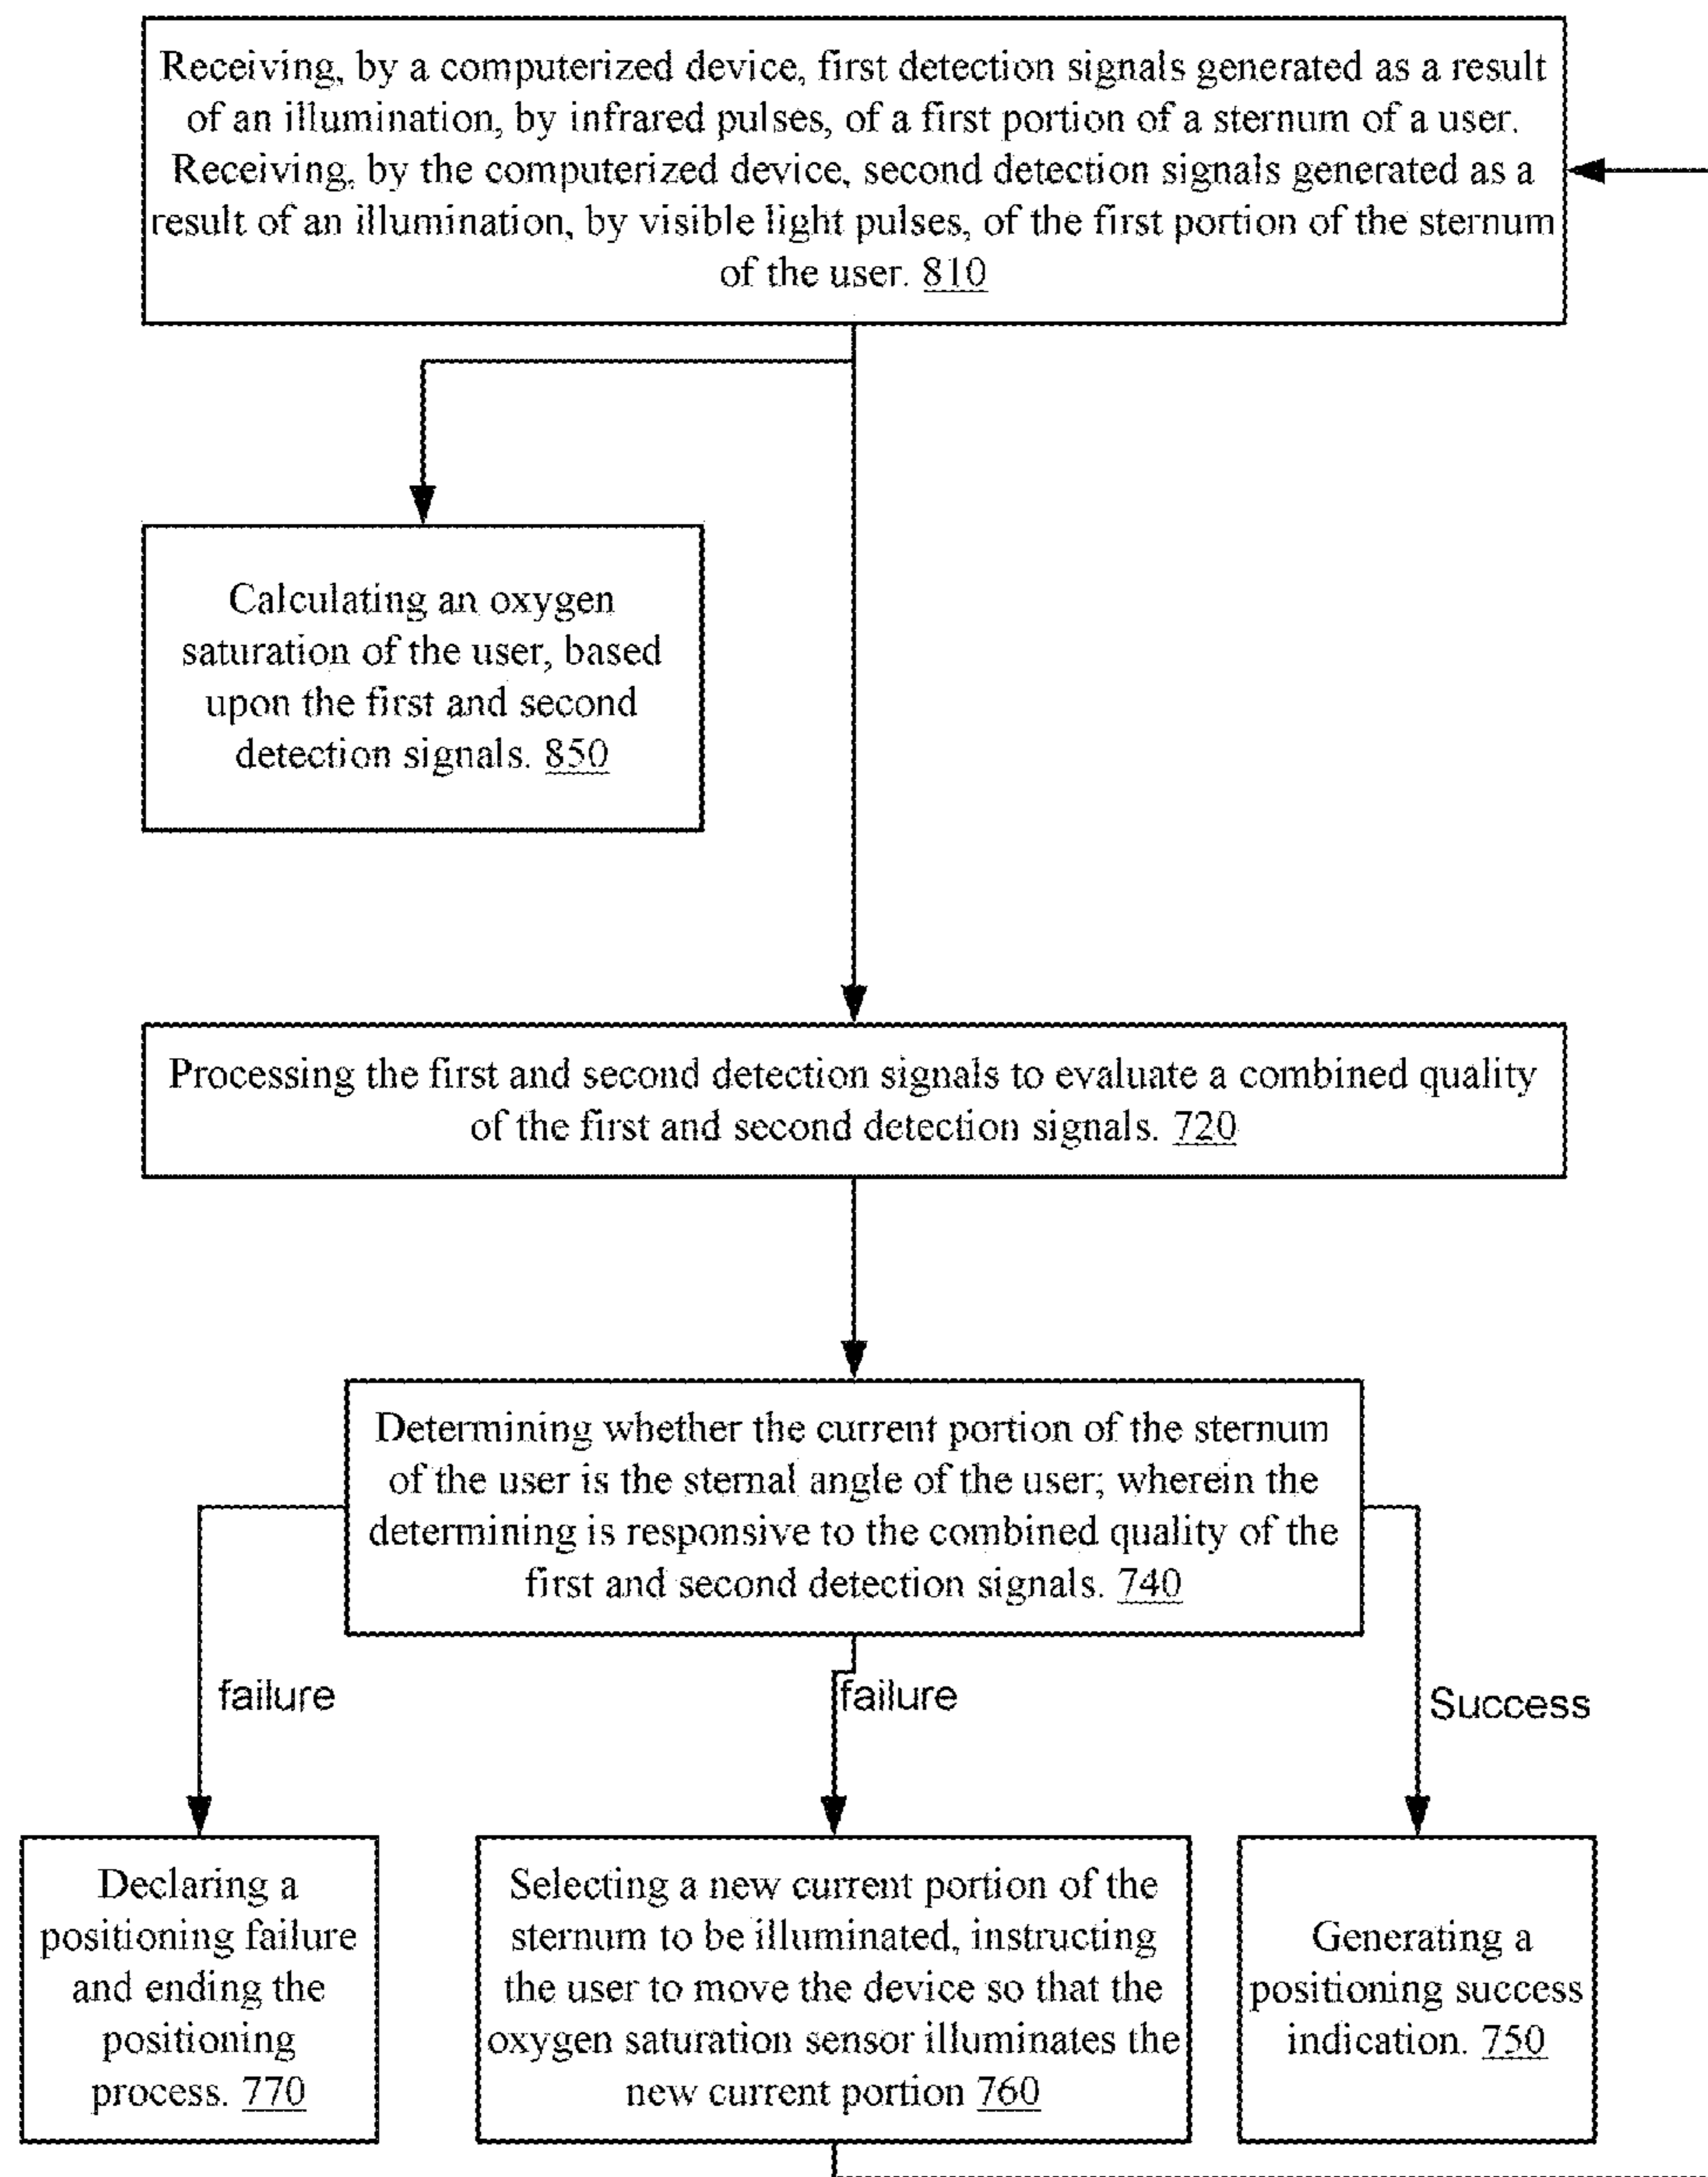 Receiving, by a computerized device, first detection signals generated as a result
of an illumination, by infrared pulses, of a first portion of a sternum of a user.
Receiving, by the computerized device, second detection signals generated as a
result of an illumination, by visible light pulses, of the first portion of the sternum
of the user. 810
Calculating an oxygen
saturation of the user, based
upon the first and second
detection signals. 850
Processing the first and second detection signals to evaluate a combined quality
of the first and second detection signals. 720
Determining whether the current portion of the sternum
of the user is the sternal angle of the user; wherein the
determining is responsive to the combined quality of the
first and second detection signals. 740
failure
failure
Success
Declaring a
positioning failure
and ending the
positioning
process. 770
Selecting a new current portion of the
sternum to be illuminated, instructing
the user to move the device so that the
oxygen saturation sensor illuminates the
new current portion 760
Generating a
positioning success
indication. 750